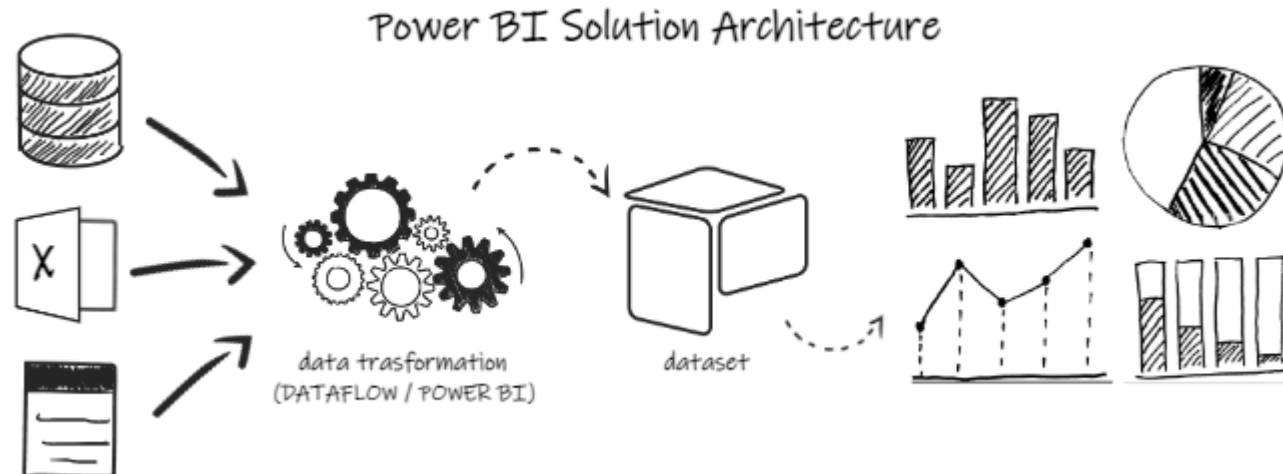 Power BI Solution Architecture
X
data trasformation
(DATAFLOW / POWER BI)
dataset